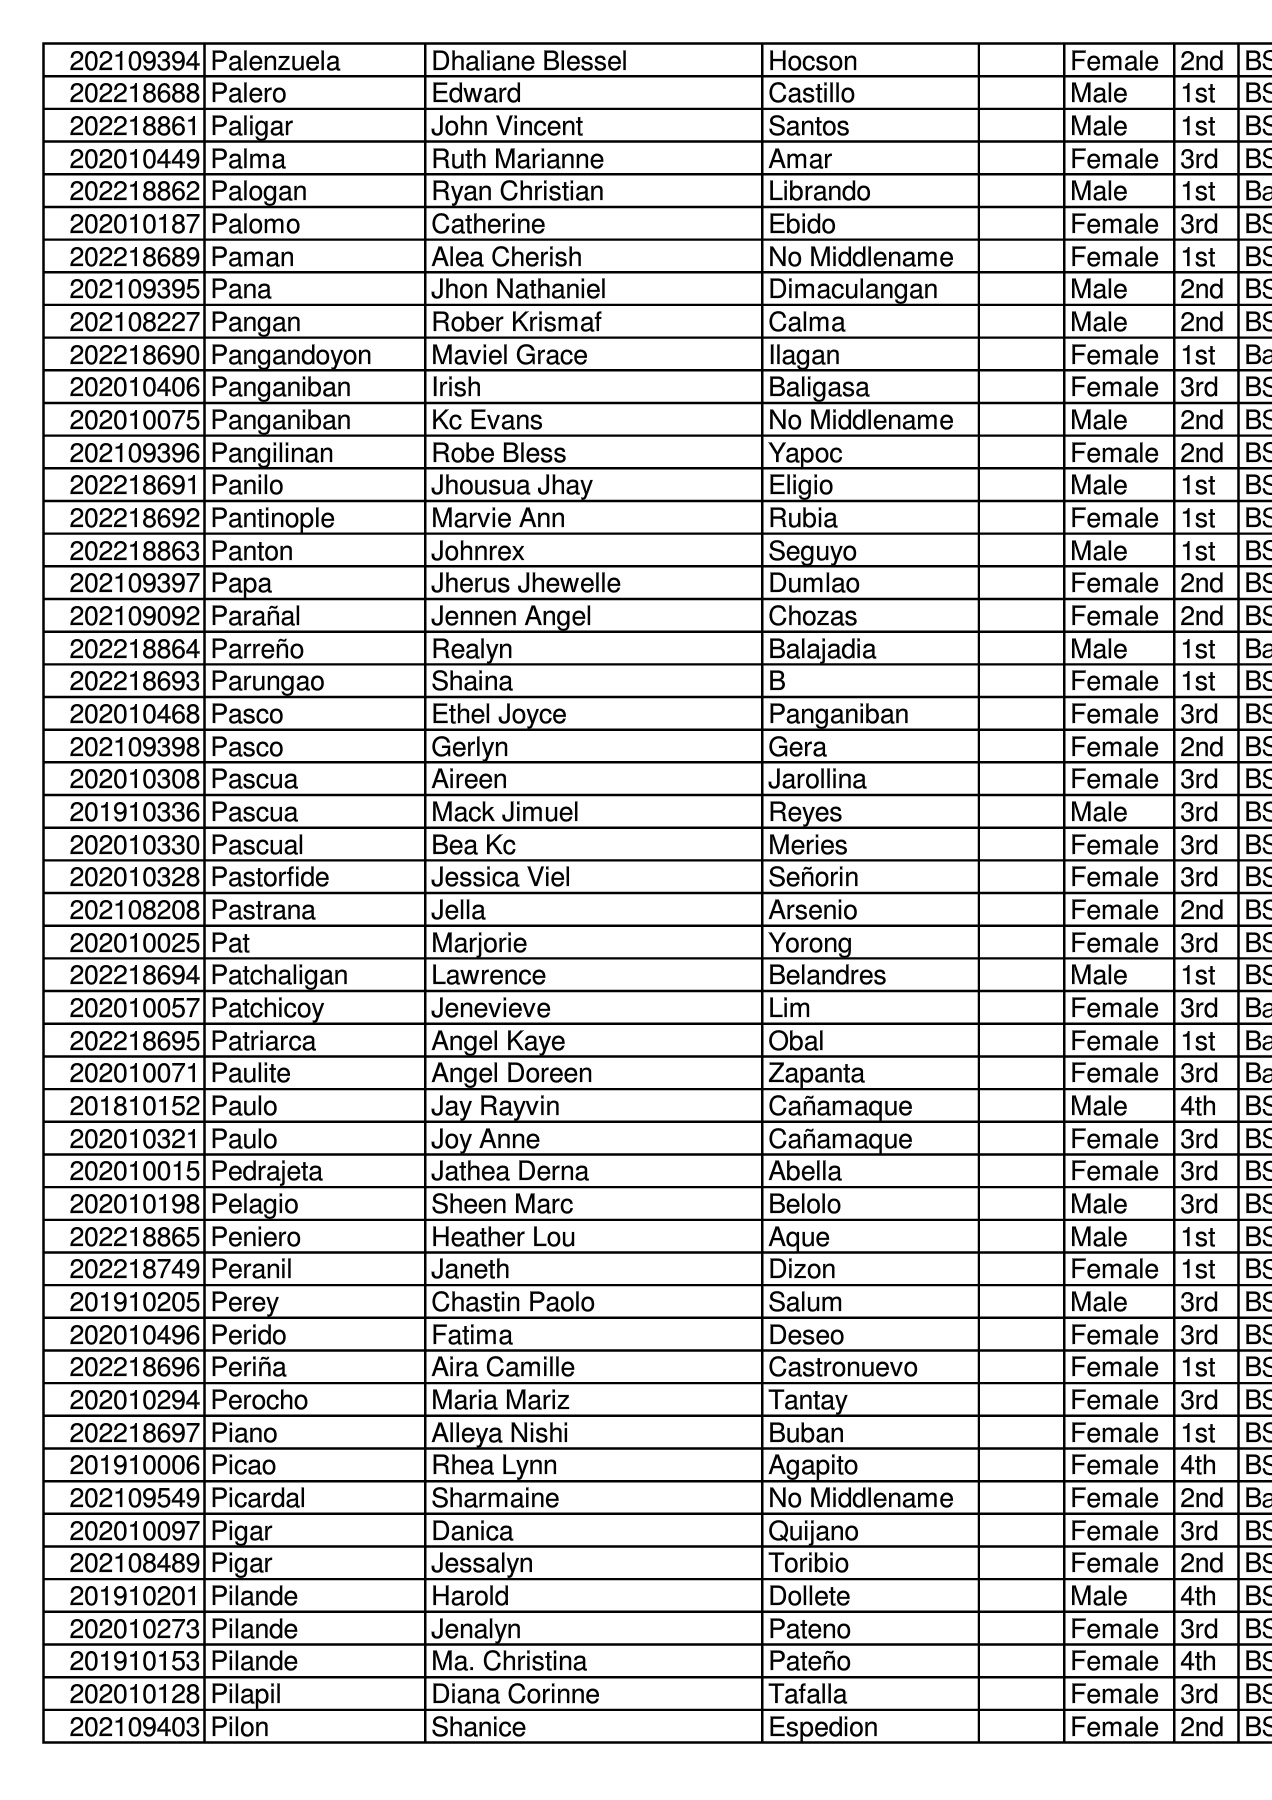 202109394 Palenzuela Dhaliane Blessel Hocson Female 2nd BS
202218688 Palero Edward Castillo Male 1st BS
202218861 Paligar John Vincent Santos Male 1st BS
202010449 Palma Ruth Marianne Amar Female 3rd BS
202218862 Palogan Ryan Christian Librando Male 1st Ba
202010187 Palomo Catherine Ebido Female 3rd BS
202218689 Paman Alea Cherish No Middlename Female 1st BS
202109395 Pana Jhon Nathaniel Dimaculangan Male 2nd BS
202108227 Pangan Rober Krismaf Calma Male 2nd BS
202218690 Pangandoyon Maviel Grace Ilagan Female 1st Ba
202010406 Panganiban Irish Baligasa Female 3rd BS
202010075 Panganiban Kc Evans No Middlename Male 2nd BS
202109396 Pangilinan Robe Bless Yapoc Female 2nd BS
202218691 Panilo Jhousua Jhay Eligio Male 1st BS
202218692 Pantinople Marvie Ann Rubia Female 1st BS
202218863 Panton Johnrex Seguyo Male 1st BS
202109397 Papa Jherus Jhewelle Dumlao Female 2nd BS
202109092 Parañal Jennen Angel Chozas Female 2nd BS
202218864 Parreño Realyn Balajadia Male 1st Ba
202218693 Parungao Shaina B Female 1st BS
202010468 Pasco Ethel Joyce Panganiban Female 3rd BS
202109398 Pasco Gerlyn Gera Female 2nd BS
202010308 Pascua Aireen Jarollina Female 3rd BS
201910336 Pascua Mack Jimuel Reyes Male 3rd BS
202010330 Pascual Bea Kc Meries Female 3rd BS
202010328 Pastorfide Jessica Viel Señorin Female 3rd BS
202108208 Pastrana Jella Arsenio Female 2nd BS
202010025 Pat Marjorie Yorong Female 3rd BS
202218694 Patchaligan Lawrence Belandres Male 1st BS
202010057 Patchicoy Jenevieve Lim Female 3rd Ba
202218695 Patriarca Angel Kaye Obal Female 1st Ba
202010071 Paulite Angel Doreen Zapanta Female 3rd Ba
201810152 Paulo Jay Rayvin Cañamaque Male 4th BS
202010321 Paulo Joy Anne Cañamaque Female 3rd BS
202010015 Pedrajeta Jathea Derna Abella Female 3rd BS
202010198 Pelagio Sheen Marc Belolo Male 3rd BS
202218865 Peniero Heather Lou Aque Male 1st BS
202218749 Peranil Janeth Dizon Female 1st BS
201910205 Perey Chastin Paolo Salum Male 3rd BS
202010496 Perido Fatima Deseo Female 3rd BS
202218696 Periña Aira Camille Castronuevo Female 1st BS
202010294 Perocho Maria Mariz Tantay Female 3rd BS
202218697 Piano Alleya Nishi Buban Female 1st BS
201910006 Picao Rhea Lynn Agapito Female 4th BS
202109549 Picardal Sharmaine No Middlename Female 2nd Ba
202010097 Pigar Danica Quijano Female 3rd BS
202108489 Pigar Jessalyn Toribio Female 2nd BS
201910201 Pilande Harold Dollete Male 4th BS
202010273 Pilande Jenalyn Pateno Female 3rd BS
201910153 Pilande Ma. Christina Pateño Female 4th BS
202010128 Pilapil Diana Corinne Tafalla Female 3rd BS
202109403 Pilon Shanice Espedion Female 2nd BS